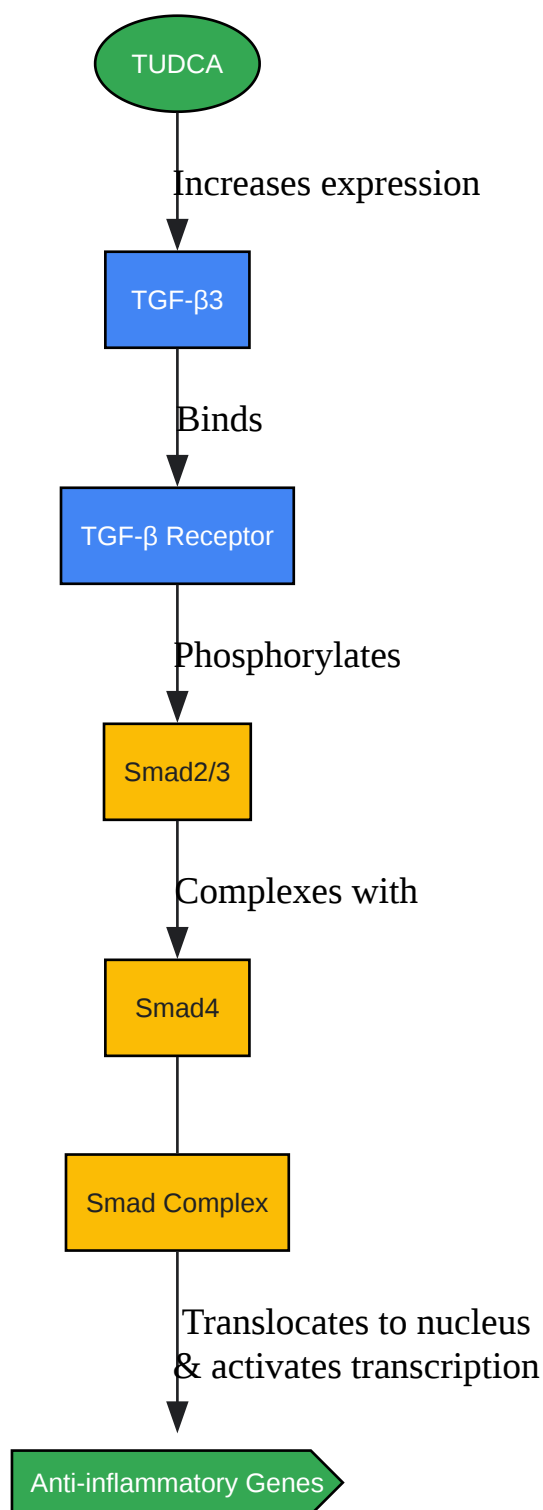 TUDCA
Increases expression
TGF-β3
Binds
TGF-β Receptor
Phosphorylates
Smad2/3
Complexes with
Smad4
Smad Complex
Translocates to nucleus
& activates transcription
Anti-inflammatory Genes